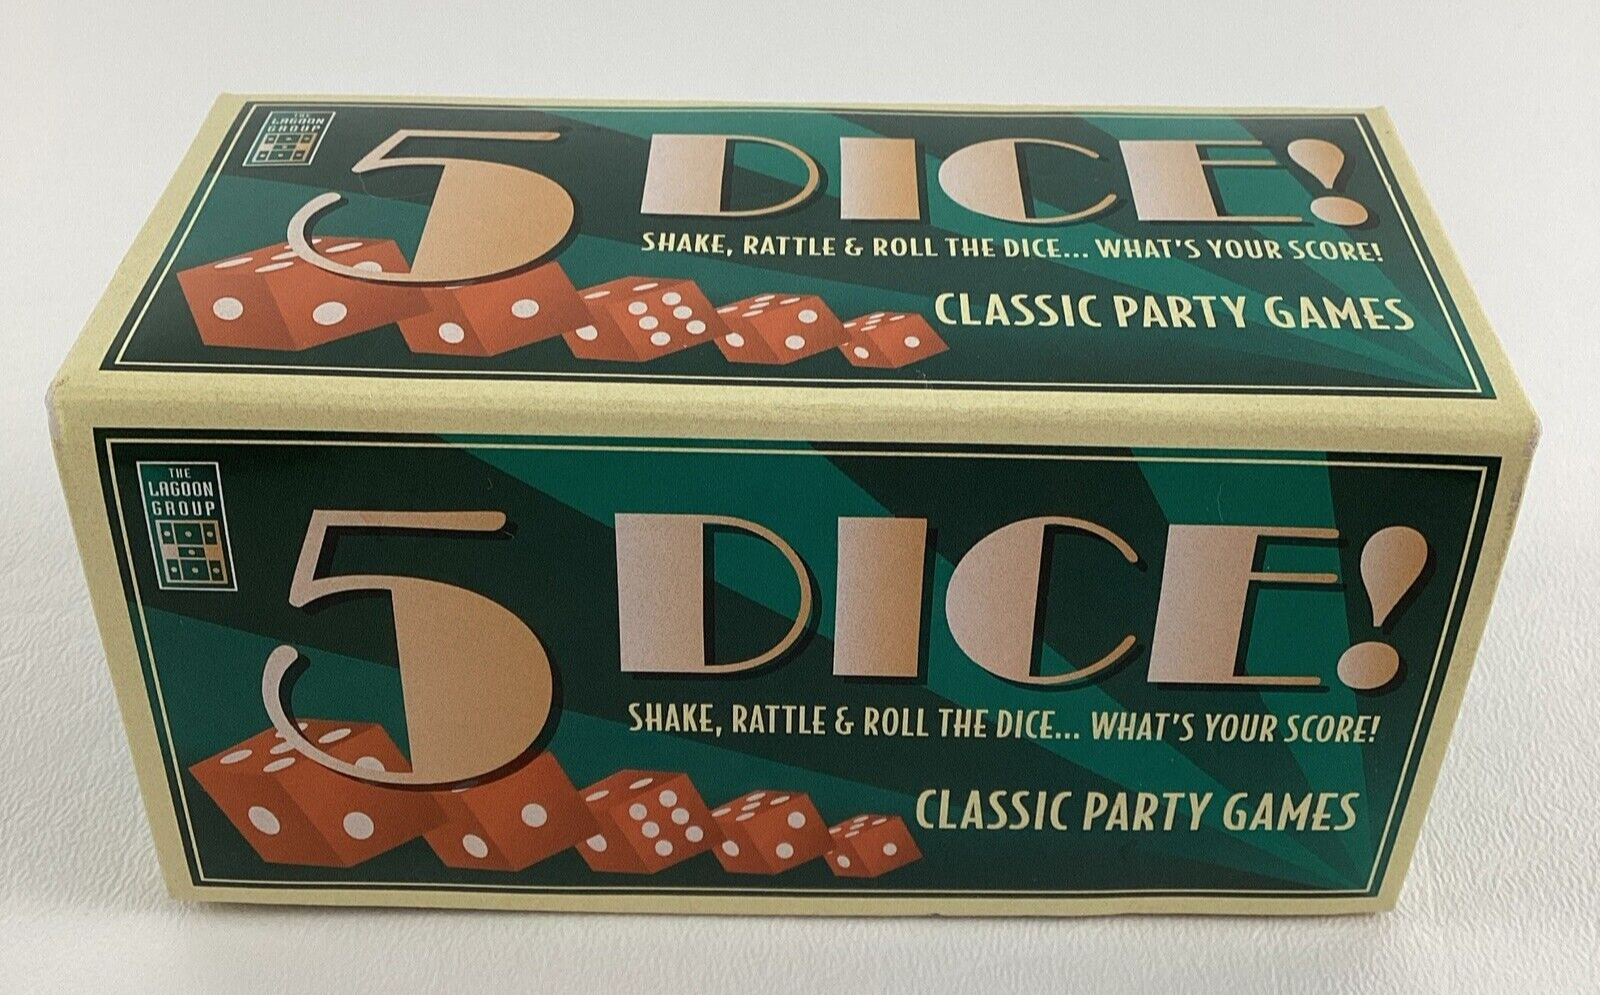 THE
LAGOON
GROUP
5 DICE!
SHAKE, RATTLE & ROLL THE DICE... WHAT'S YOUR SCORE!
CLASSIC PARTY GAMES
THE
LAGOON
GROUP
5 DICE!
SHAKE, RATTLE & ROLL THE DICE... WHAT'S YOUR SCORE!
CLASSIC PARTY GAMES